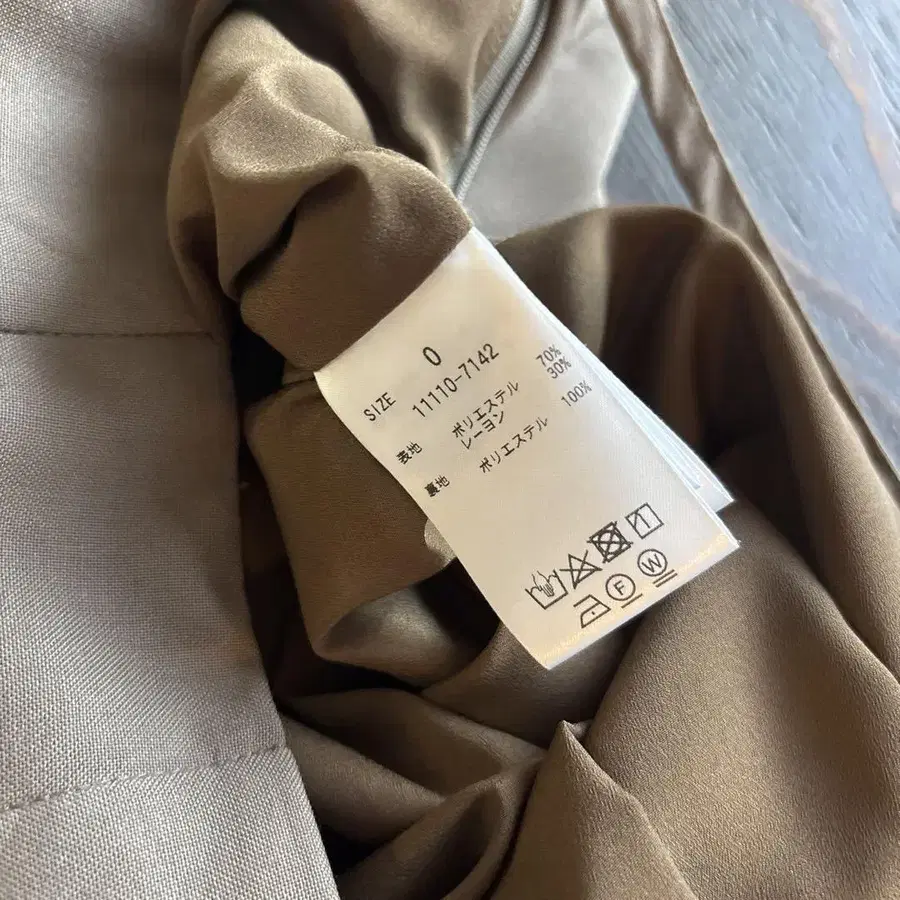 SIZE 0
11110-7142
表地 ポリエステル 70%
レーヨン 30%
裏地 ポリエステル 100%
F W